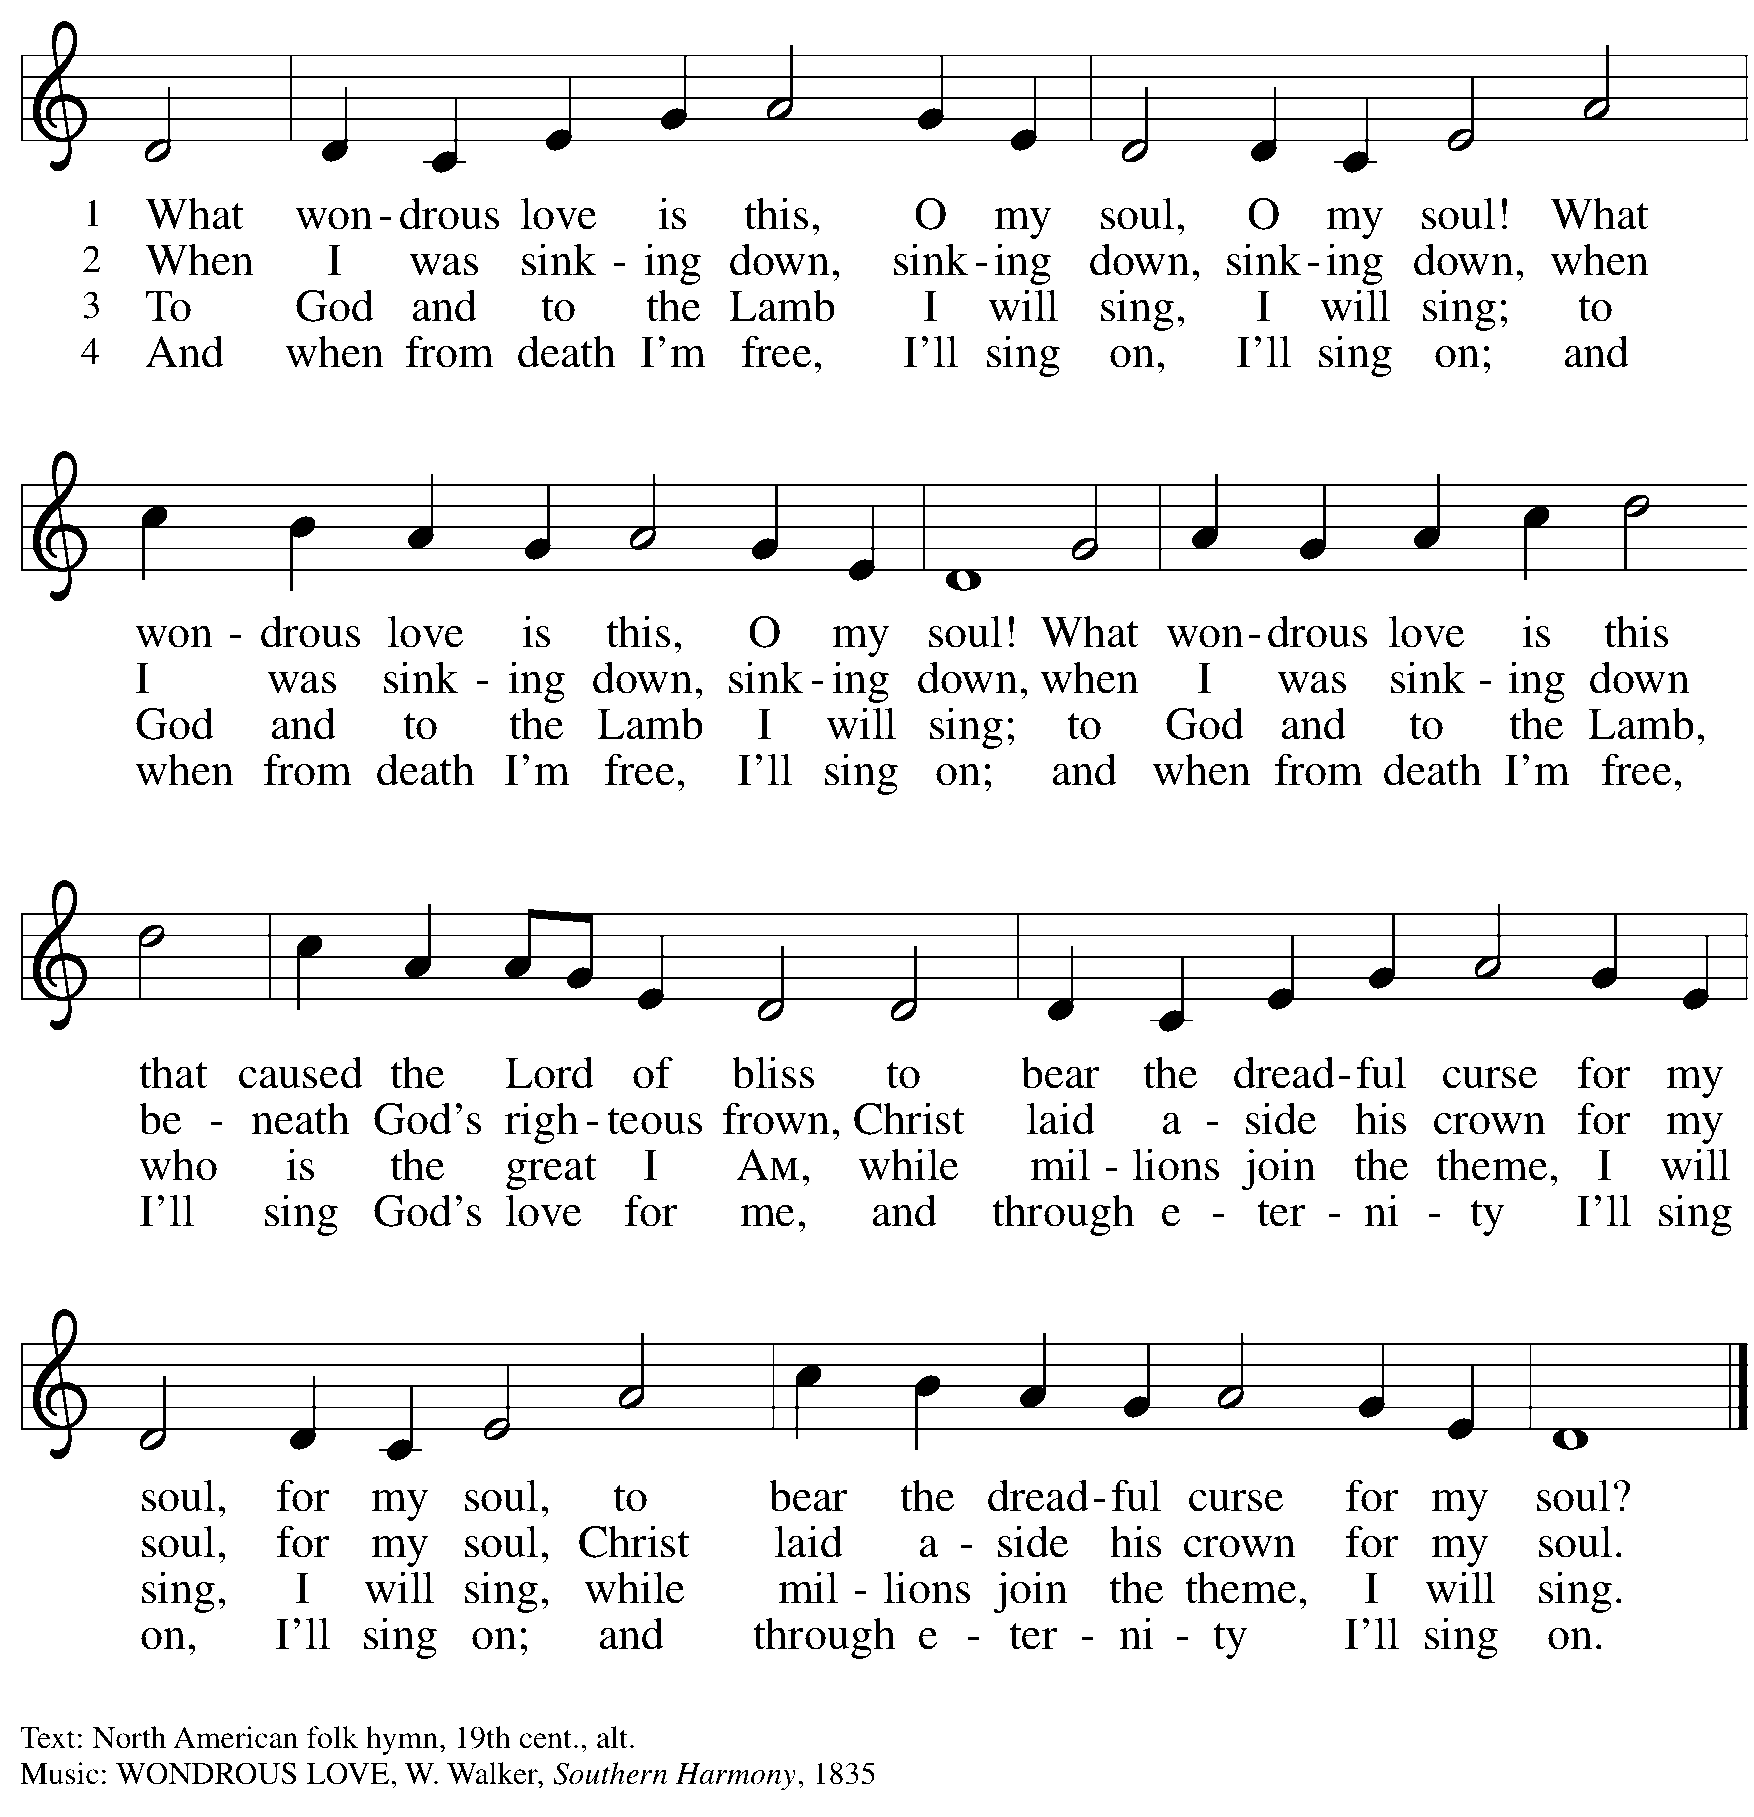 1 What won - drous love is this, O my soul, O my soul! What
2 When I was sink - ing down, sink - ing down, sink - ing down, when
3 To God and to the Lamb I will sing, I will sing; to
4 And when from death I'm free, I'll sing on, I'll sing on; and
won - drous love is this, O my soul! What won - drous love is this
I was sink - ing down, sink - ing down, when I was sink - ing down
God and to the Lamb I will sing; to God and to the Lamb,
when from death I'm free, I'll sing on; and when from death I'm free,
that caused the Lord of bliss to bear the dread - ful curse for my
be - neath God's righ - teous frown, Christ laid a - side his crown for my
who is the great I AM, while mil - lions join the theme, I will
I'll sing God's love for me, and through e - ter - ni - ty I'll sing
soul, for my soul, to bear the dread - ful curse for my soul?
soul, for my soul, Christ laid a - side his crown for my soul.
sing, I will sing, while mil - lions join the theme, I will sing.
on, I'll sing on; and through e - ter - ni - ty I'll sing on.
Text: North American folk hymn, 19th cent., alt.
Music: WONDROUS LOVE, W. Walker, Southern Harmony, 1835